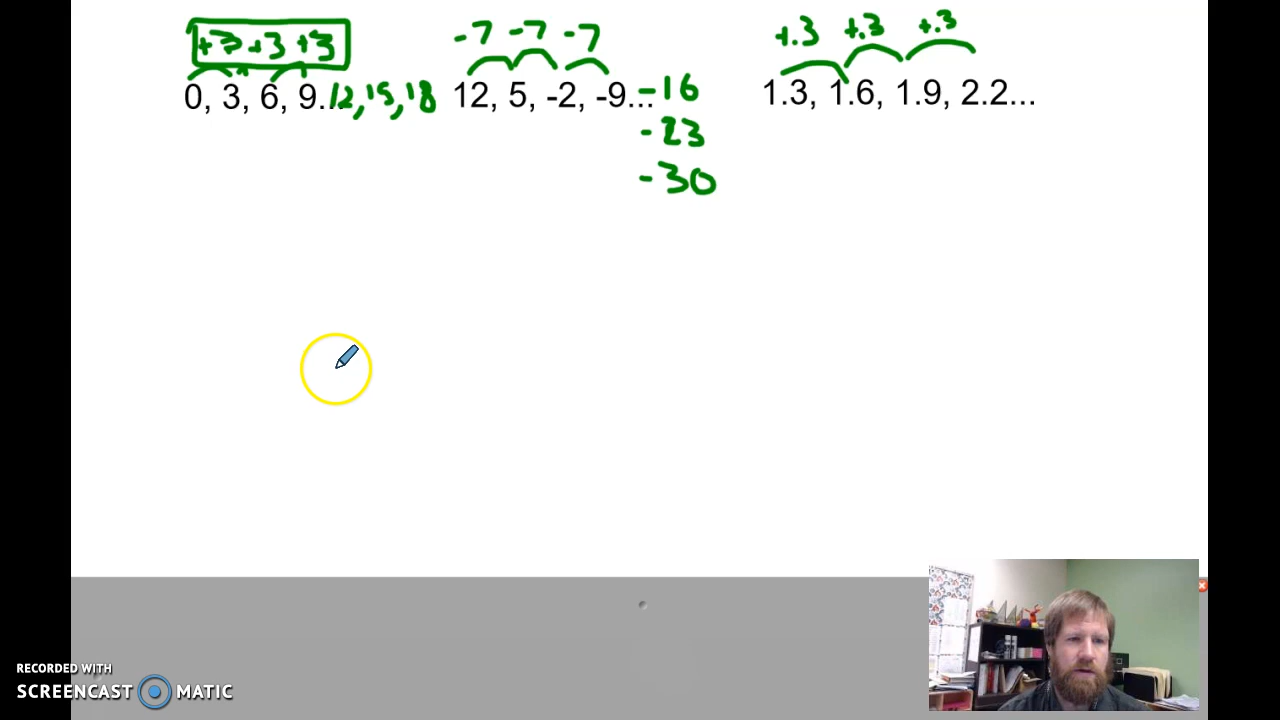 +3 +3 +3
0, 3, 6, 9... 12, 15, 18
-7 -7 -7
12, 5, -2, -9... -16
-23
-30
+.3 +.3 +.3
1.3, 1.6, 1.9, 2.2...
RECORDED WITH
SCREENCAST MATIC